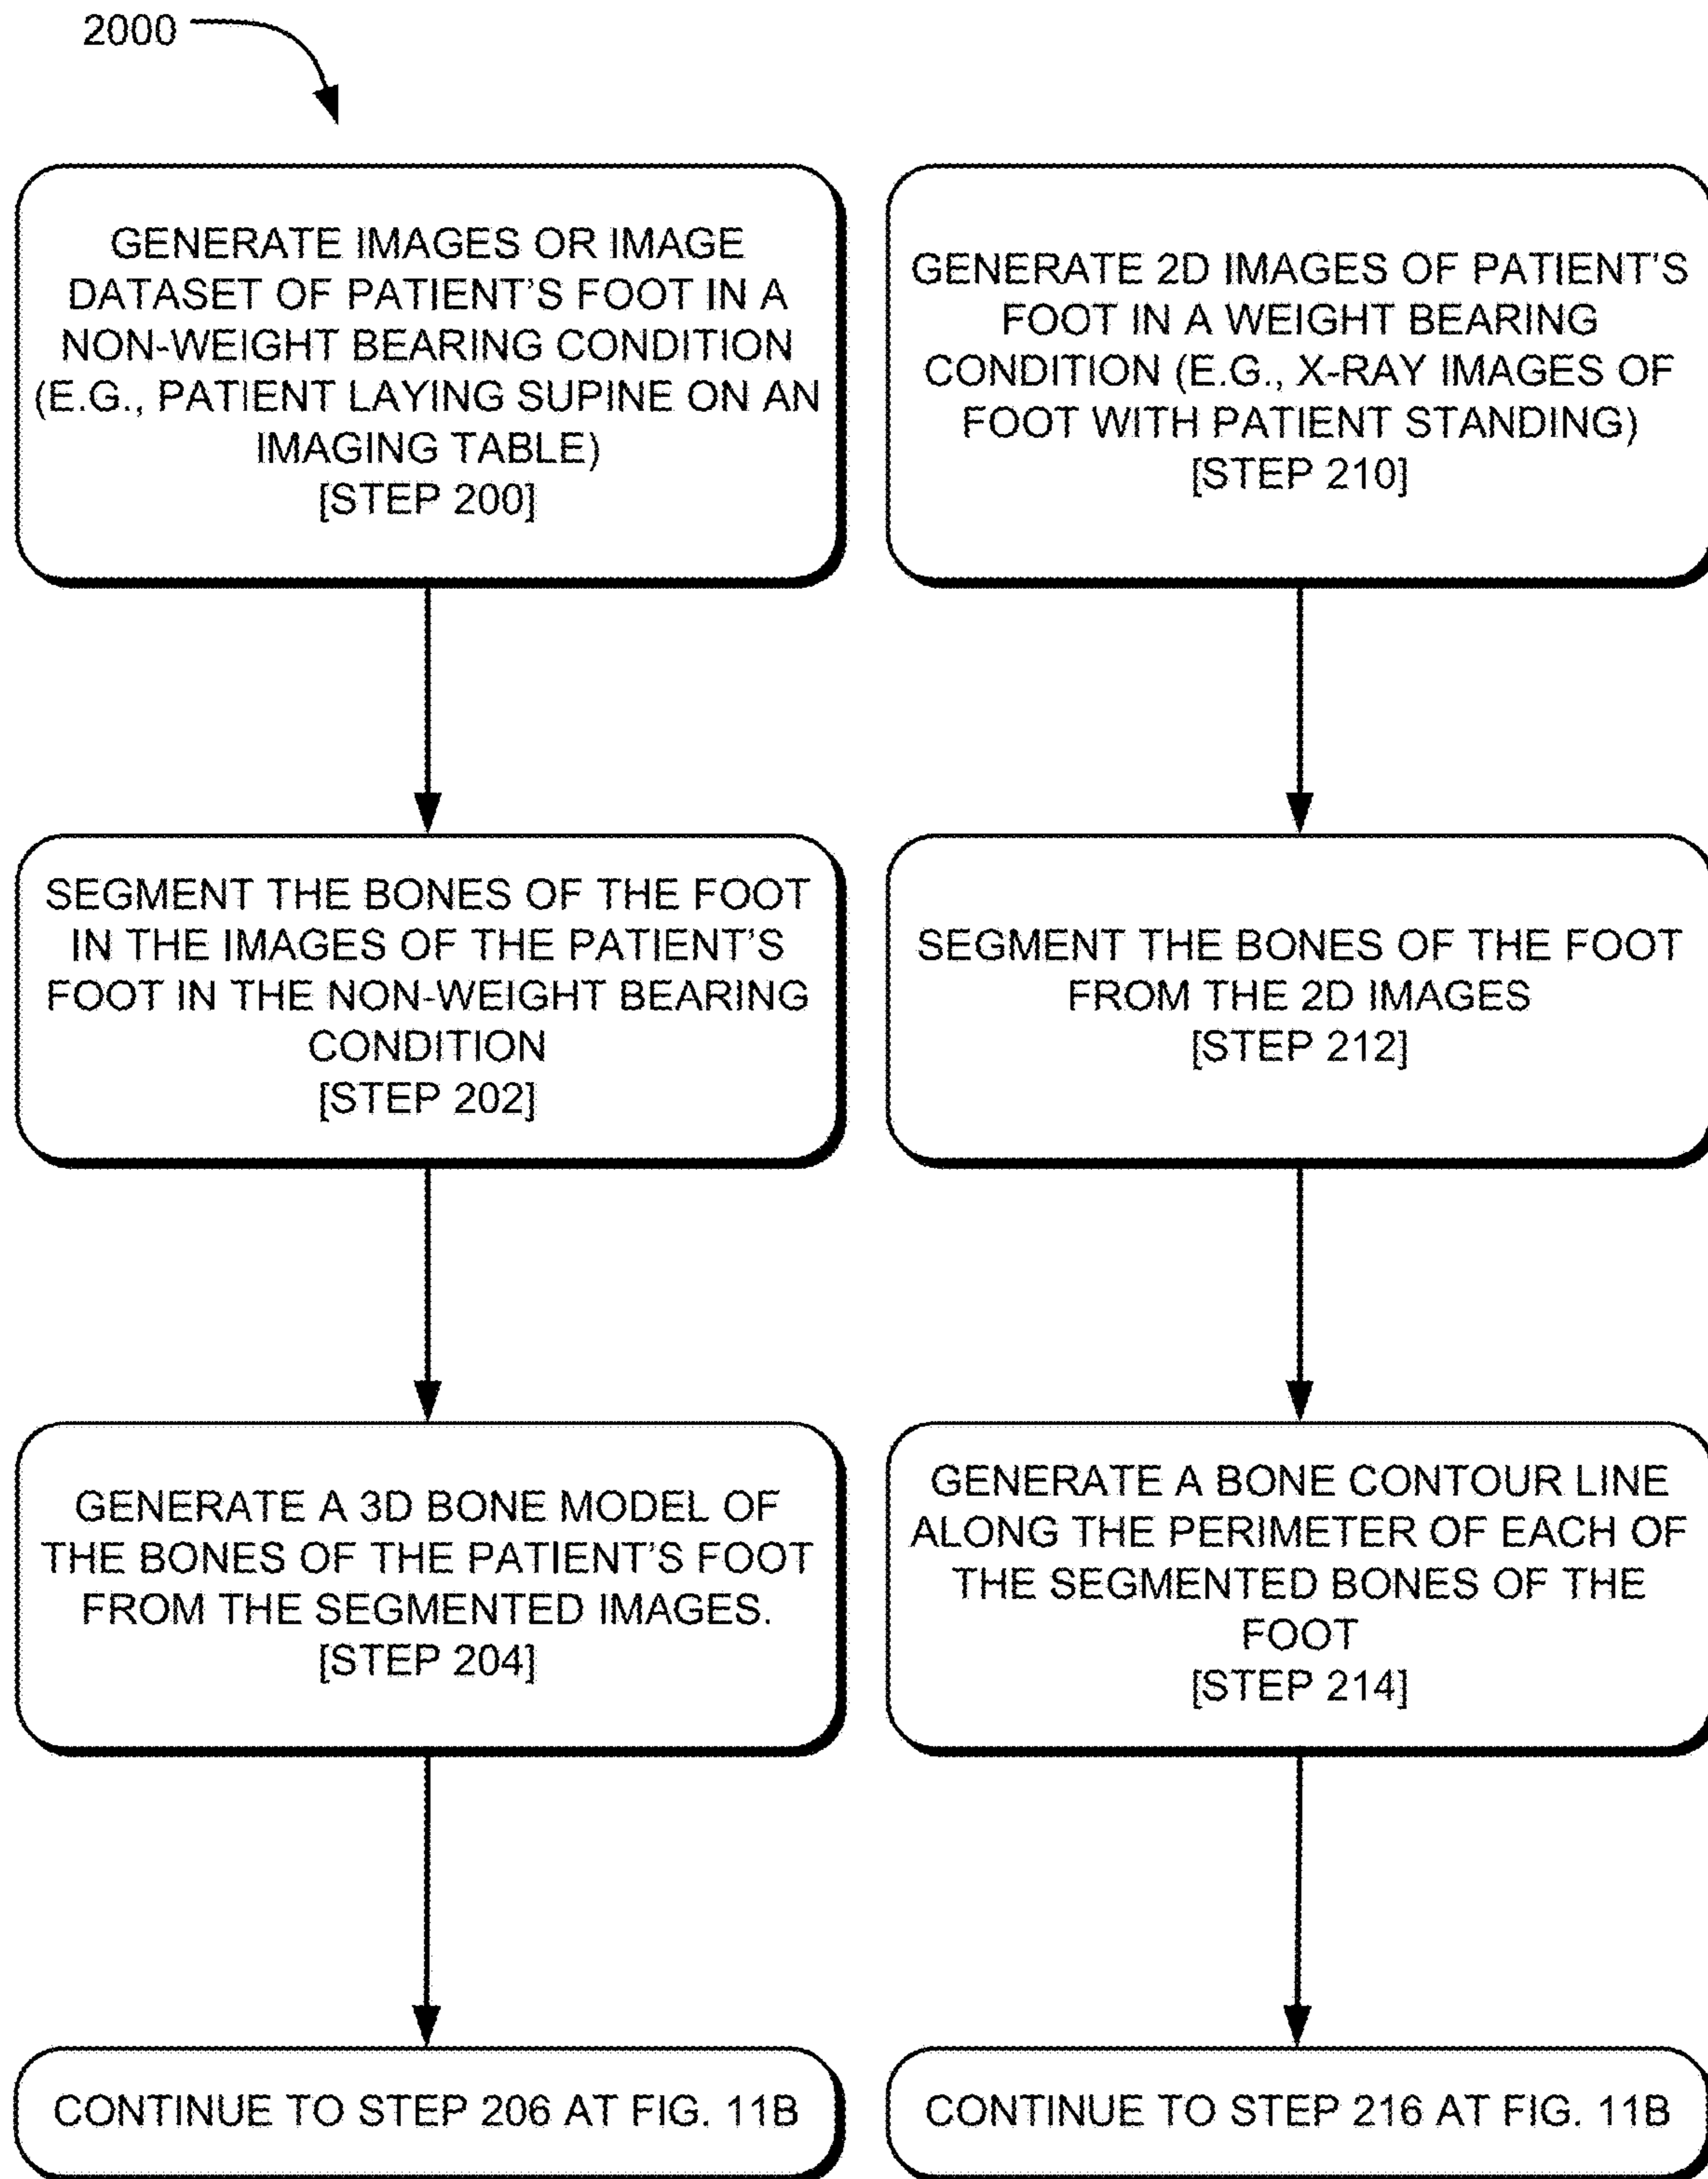 2000
GENERATE IMAGES OR IMAGE
DATASET OF PATIENT'S FOOT IN A
NON-WEIGHT BEARING CONDITION
(E.G., PATIENT LAYING SUPINE ON AN
IMAGING TABLE)
[STEP 200]
SEGMENT THE BONES OF THE FOOT
IN THE IMAGES OF THE PATIENT'S
FOOT IN THE NON-WEIGHT BEARING
CONDITION
[STEP 202]
GENERATE A 3D BONE MODEL OF
THE BONES OF THE PATIENT'S FOOT
FROM THE SEGMENTED IMAGES.
[STEP 204]
CONTINUE TO STEP 206 AT FIG. 11B
GENERATE 2D IMAGES OF PATIENT'S
FOOT IN A WEIGHT BEARING
CONDITION (E.G., X-RAY IMAGES OF
FOOT WITH PATIENT STANDING)
[STEP 210]
SEGMENT THE BONES OF THE FOOT
FROM THE 2D IMAGES
[STEP 212]
GENERATE A BONE CONTOUR LINE
ALONG THE PERIMETER OF EACH OF
THE SEGMENTED BONES OF THE
FOOT
[STEP 214]
CONTINUE TO STEP 216 AT FIG. 11B